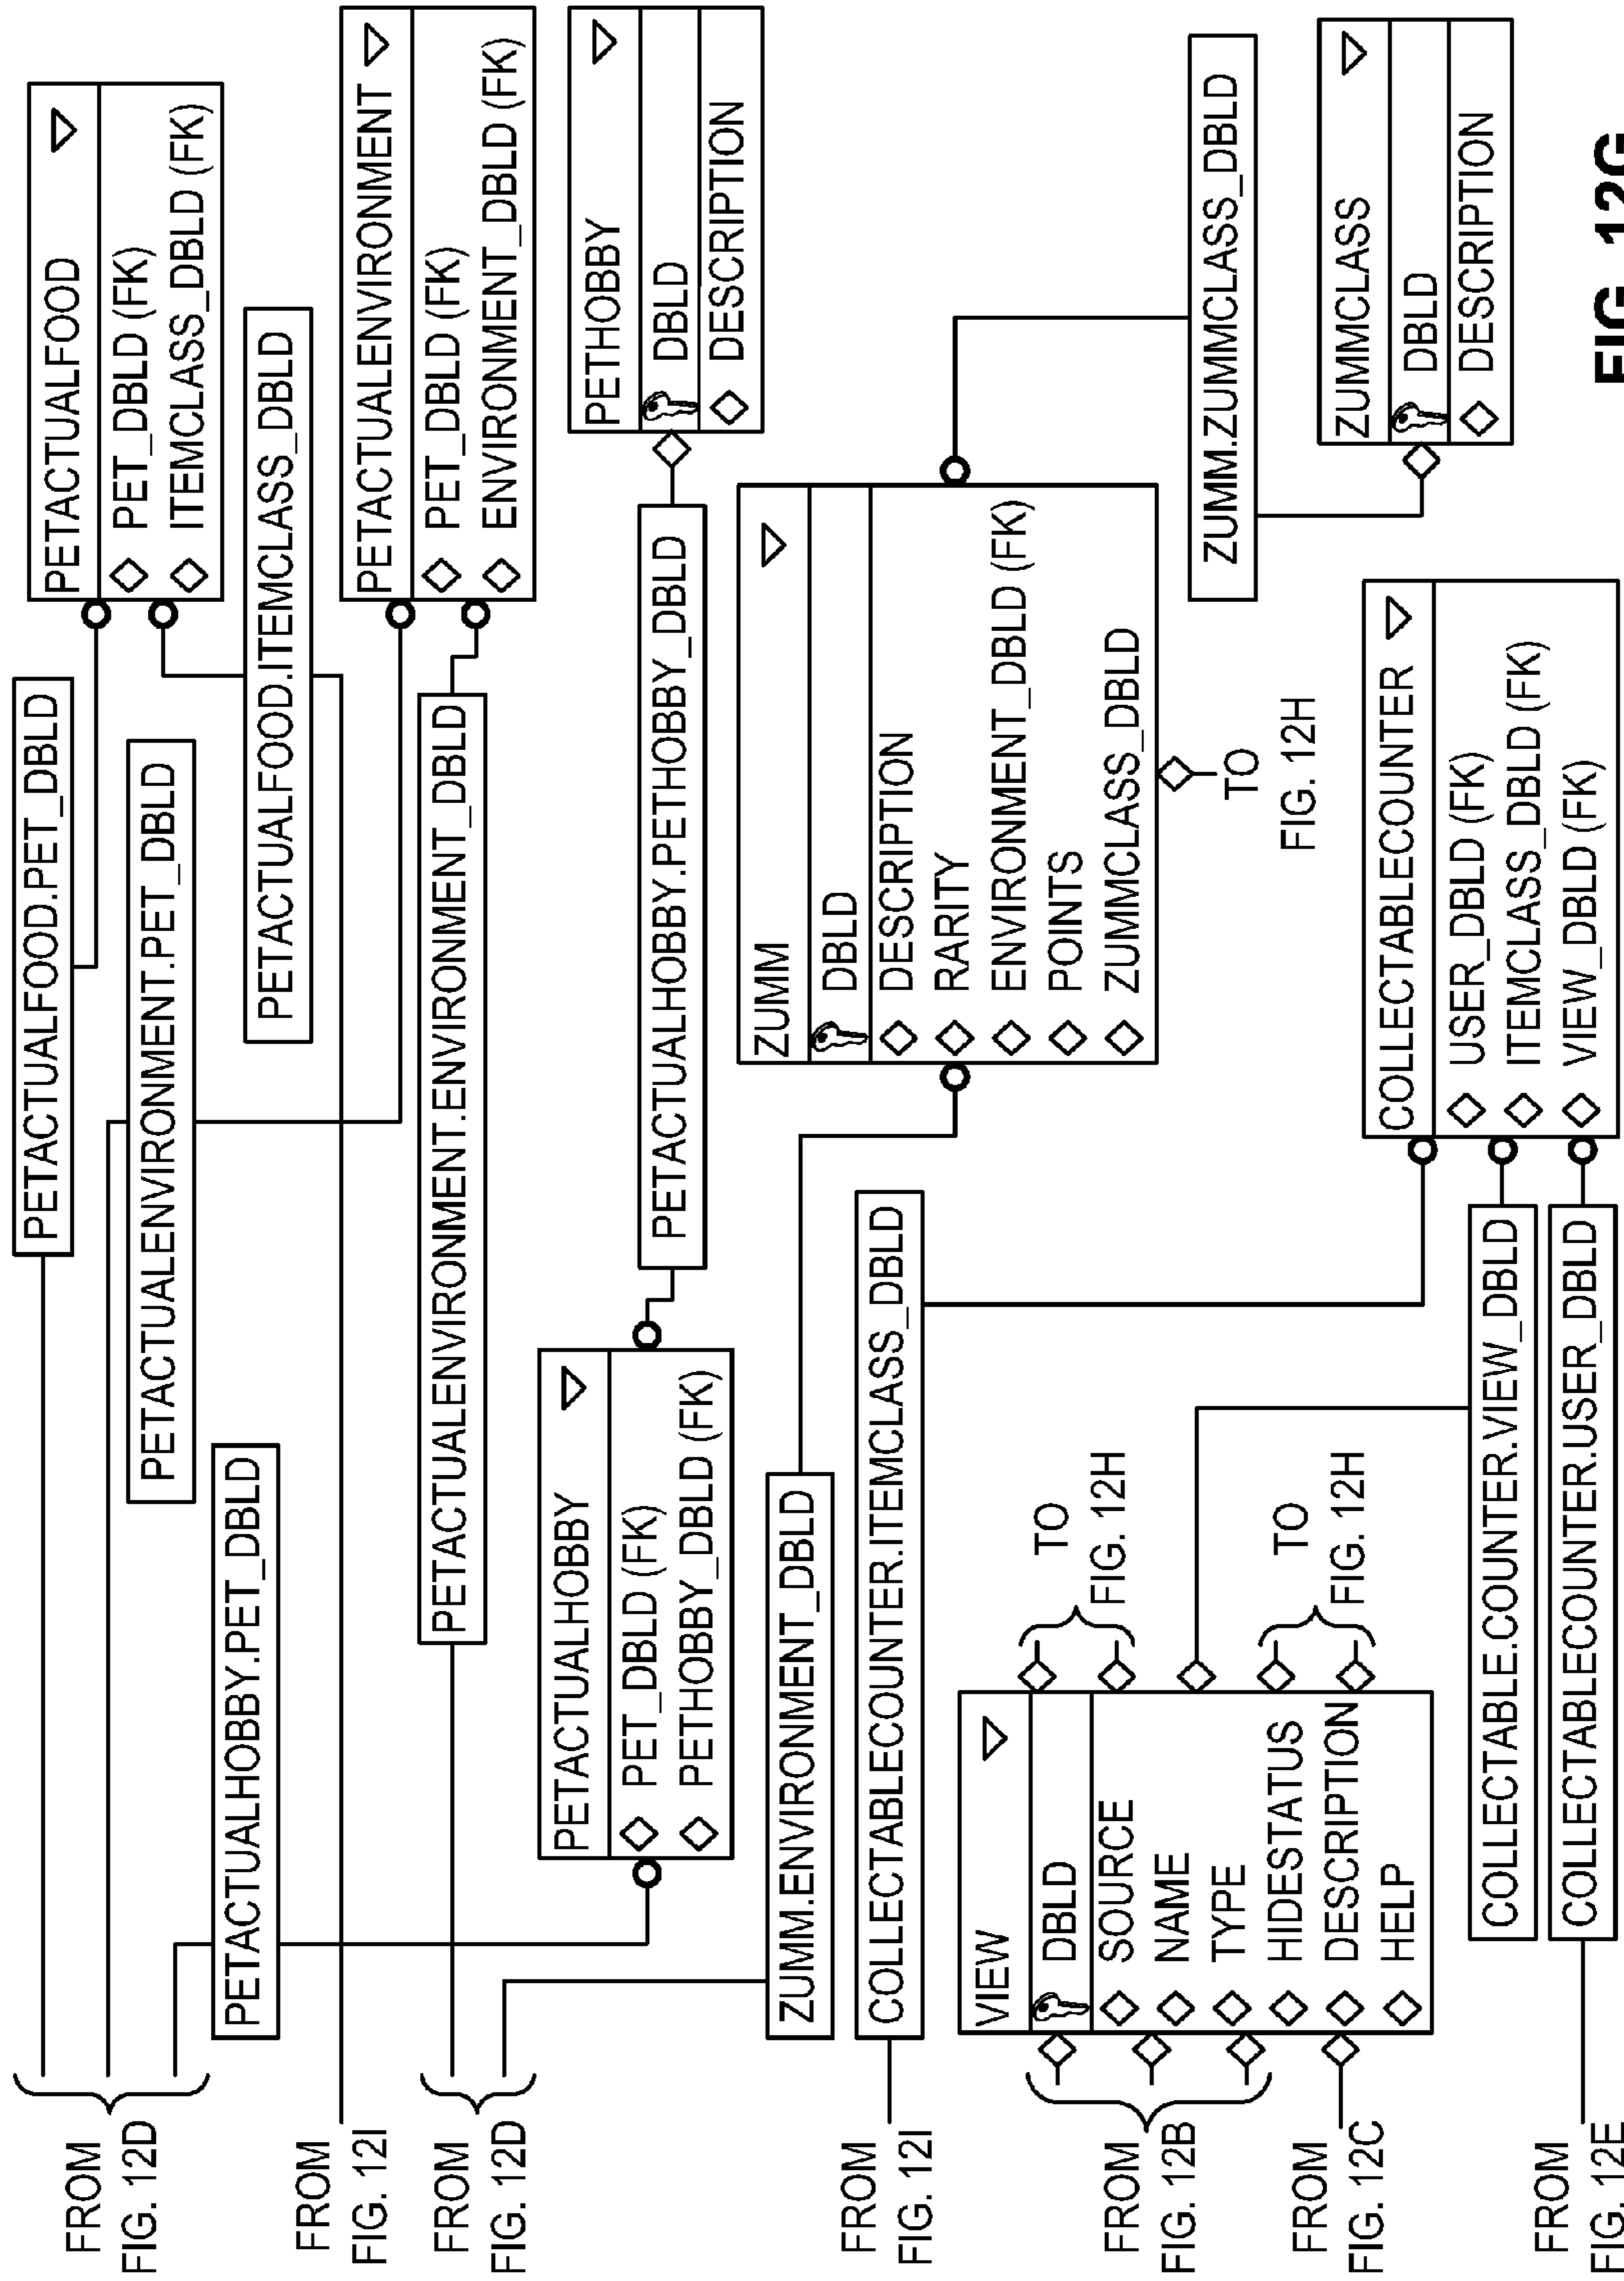 PETACTUALFOOD.PET_DBLD
PETACTUALFOOD
PET_DBLD (FK)
ITEMCLASS_DBLD (FK)
PETACTUALENVIRONMENT.PET_DBLD
PETACTUALHOBBY.PET_DBLD
PETACTUALFOOD.ITEMCLASS_DBLD
FROM
FIG. 12D
FROM
FIG. 12I
PETACTUALENVIRONMENT
PET_DBLD (FK)
ENVIRONMENT_DBLD (FK)
FROM
FIG. 12D
PETACTUALENVIRONMENT.ENVIRONMENT_DBLD
PETACTUALHOBBY
PET_DBLD (FK)
PETHOBBY_DBLD (FK)
PETACTUALHOBBY.PETHOBBY_DBLD
PETHOBBY
DBLD
DESCRIPTION
ZUMM.ENVIRONMENT_DBLD
ZUMM
DBLD
DESCRIPTION
RARITY
ENVIRONMENT_DBLD (FK)
POINTS
ZUMMCLASS_DBLD
TO
FIG. 12H
FROM
FIG. 12I
COLLECTABLECOUNTER.ITEMCLASS_DBLD
VIEW
DBLD
SOURCE
NAME
TYPE
HIDESTATUS
DESCRIPTION
HELP
TO
FIG. 12H
TO
FIG. 12H
FROM
FIG. 12B
FROM
FIG. 12C
ZUMM.ZUMMCLASS_DBLD
ZUMMCLASS
DBLD
DESCRIPTION
COLLECTABLECOUNTER
USER_DBLD (FK)
ITEMCLASS_DBLD (FK)
VIEW_DBLD (FK)
COLLECTABLE.COUNTER.VIEW_DBLD
COLLECTABLECOUNTER.USER_DBLD
FROM
FIG. 12E
FIG. 12G